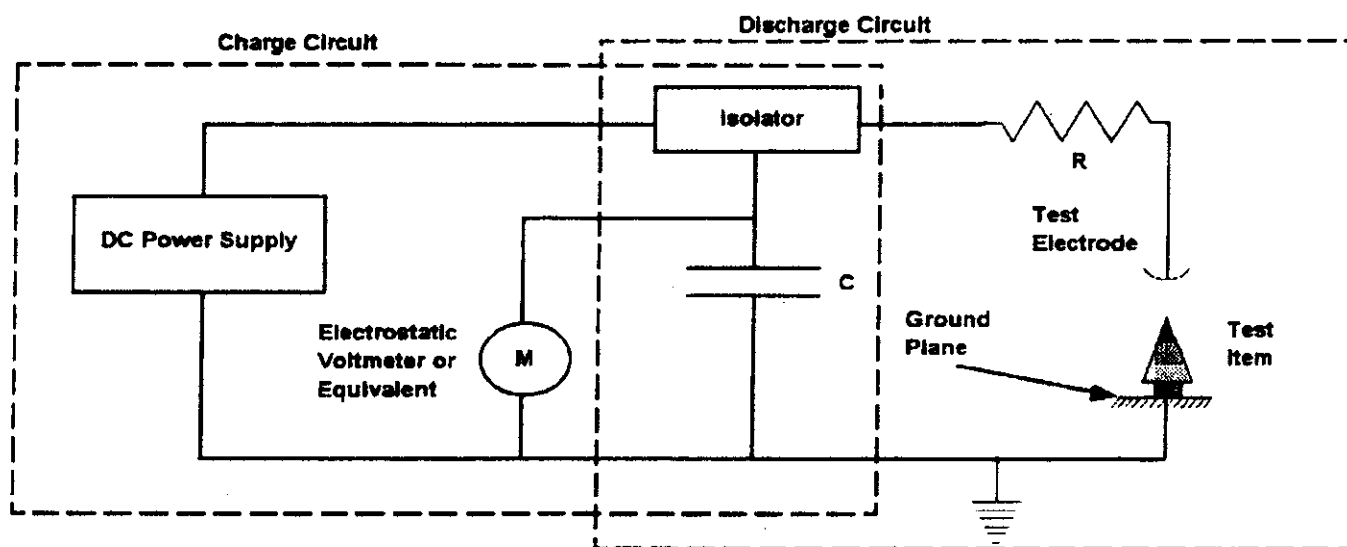 Charge Circuit
Discharge Circuit
Isolator
R
DC Power Supply
Test
Electrode
C
Electrostatic
Voltmeter or
Equivalent
M
Ground
Plane
Test
Item